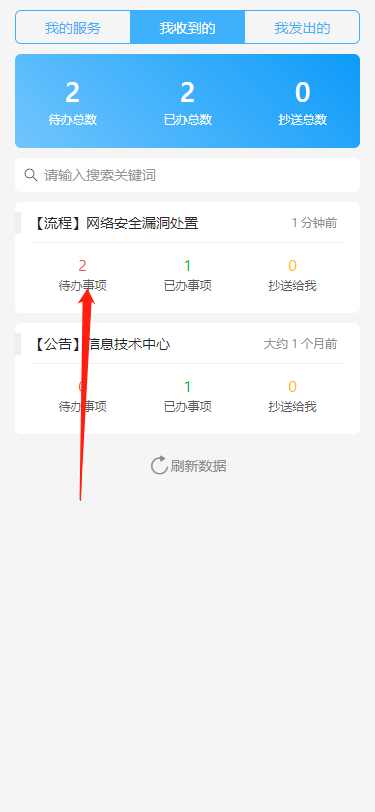 我的服务 我收到的 我发出的
2 2 0
待办总数 已办总数 抄送总数
请输入搜索关键词
【流程】网络安全漏洞处置 1 分钟前
2 1 0
待办事项 已办事项 抄送给我
【公告】信息技术中心 大约 1 个月前
0 1 0
待办事项 已办事项 抄送给我
刷新数据